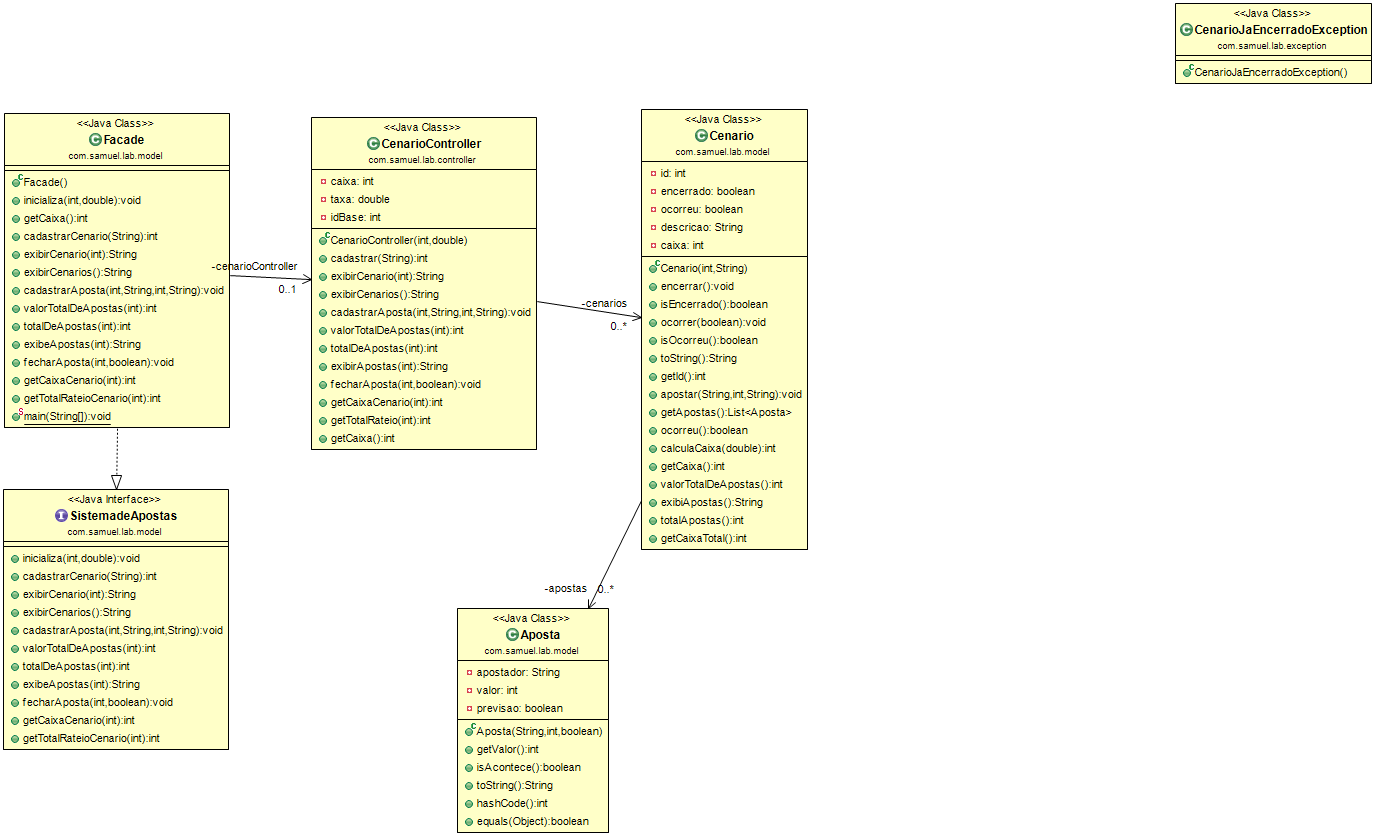 <<Java Class>>
CenarioJaEncerradoException
com.samuel.lab.exception
CenarioJaEncerradoException()
<<Java Class>>
Facade
com.samuel.lab.model
Facade()
inicializa(int,double):void
getCaixa():int
cadastrarCenario(String):int
exibirCenario(int):String
exibirCenarios():String
cadastrarAposta(int,String,int,String):void
valorTotalDeApostas(int):int
totalDeApostas(int):int
exibeApostas(int):String
fecharAposta(int,boolean):void
getCaixaCenario(int):int
getTotalRateioCenario(int):int
main(String[]):void
-cenarioController
0..1
<<Java Class>>
CenarioController
com.samuel.lab.controller
caixa: int
taxa: double
idBase: int
CenarioController(int,double)
cadastrar(String):int
exibirCenario(int):String
exibirCenarios():String
cadastrarAposta(int,String,int,String):void
valorTotalDeApostas(int):int
totalDeApostas(int):int
exibirApostas(int):String
fecharAposta(int,boolean):void
getCaixaCenario(int):int
getTotalRateio(int):int
getCaixa():int
-cenarios
0..*
<<Java Class>>
Cenario
com.samuel.lab.model
id: int
encerrado: boolean
ocorreu: boolean
descricao: String
caixa: int
Cenario(int,String)
encerrar():void
isEncerrado():boolean
ocorrer(boolean):void
isOcorreu():boolean
toString():String
getId():int
apostar(String,int,String):void
getApostas():List<Aposta>
ocorreu():boolean
calculaCaixa(double):int
getCaixa():int
valorTotalDeApostas():int
exibiApostas():String
totalApostas():int
getCaixaTotal():int
<<Java Interface>>
SistemadeApostas
com.samuel.lab.model
inicializa(int,double):void
cadastrarCenario(String):int
exibirCenario(int):String
exibirCenarios():String
cadastrarAposta(int,String,int,String):void
valorTotalDeApostas(int):int
totalDeApostas(int):int
exibeApostas(int):String
fecharAposta(int,boolean):void
getCaixaCenario(int):int
getTotalRateioCenario(int):int
-apostas 0..*
<<Java Class>>
Aposta
com.samuel.lab.model
apostador: String
valor: int
previsao: boolean
Aposta(String,int,boolean)
getValor():int
isAcontece():boolean
toString():String
hashCode():int
equals(Object):boolean